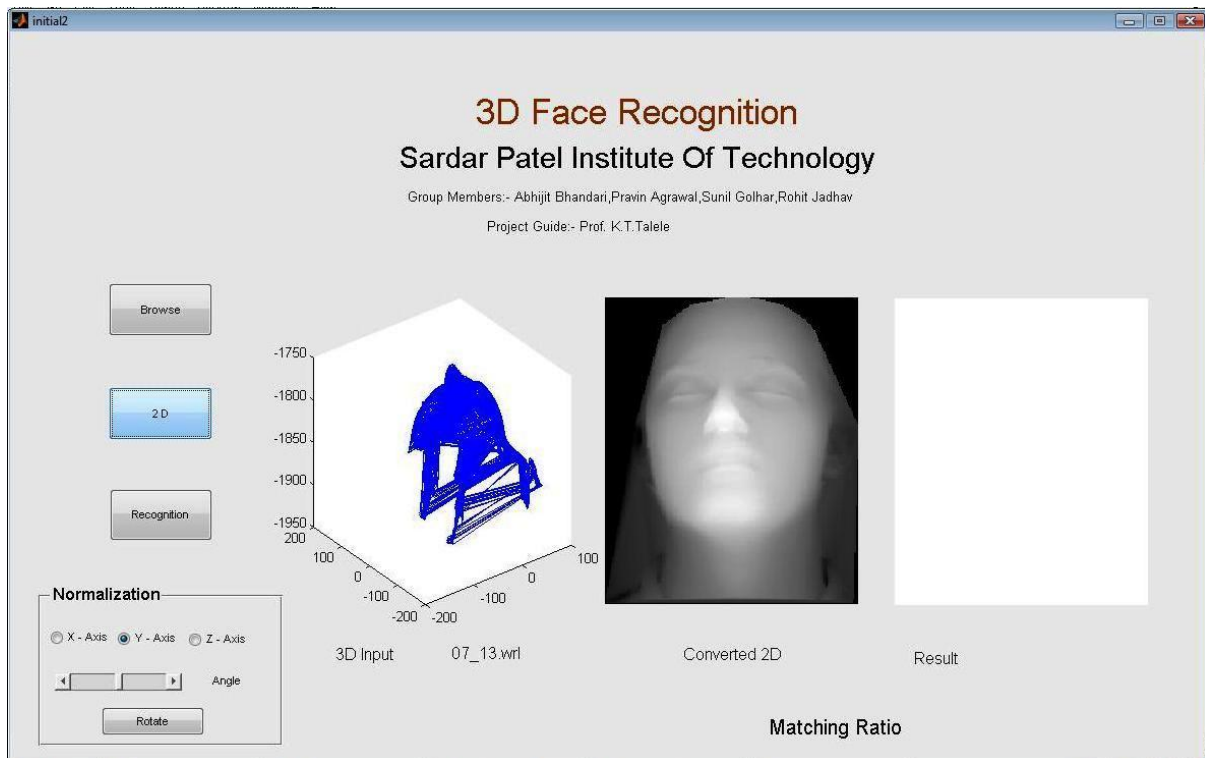 initial2
3D Face Recognition
Sardar Patel Institute Of Technology
Group Members:- Abhijit Bhandari,Pravin Agrawal,Sunil Golhar,Rohit Jadhav
Project Guide:- Prof. K.T.Talele
Browse
2 D
Recognition
-1750
-1800
-1850
-1900
-1950
200
100
0
-100
-200
-200
-100
0
100
3D Input 07_13.wrl
Converted 2D
Result
Normalization
X - Axis Y - Axis Z - Axis
Angle
Rotate
Matching Ratio